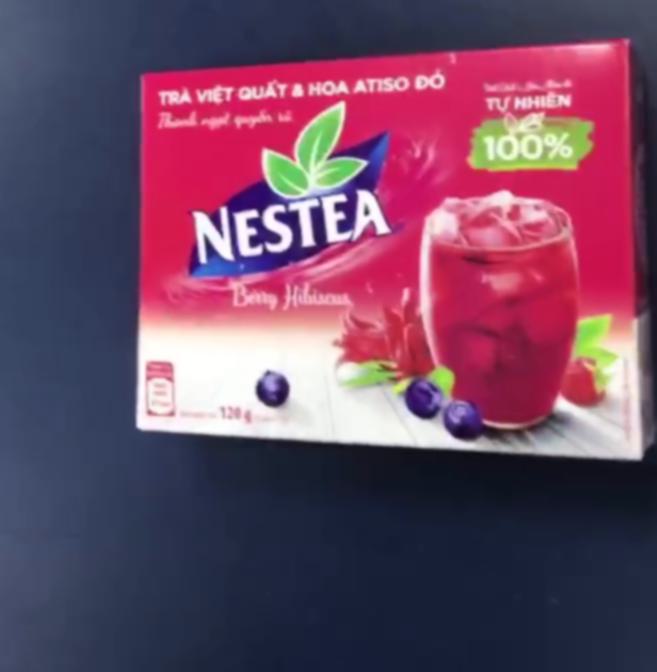 TRÀ VIỆT QUẤT & HOA ATISO ĐỎ
Thanh ngọt quyến rũ
TỰ NHIÊN
100%
NESTEA
Berry Hibiscus
120 g